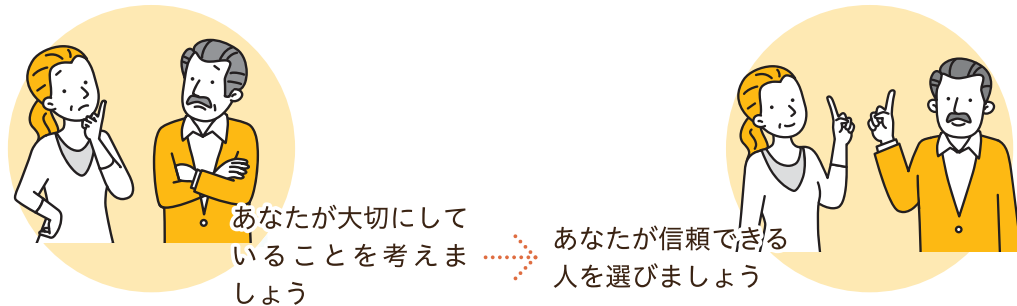 あなたが大切にして
いることを考えま
しょう
あなたが信頼できる
人を選びましょう